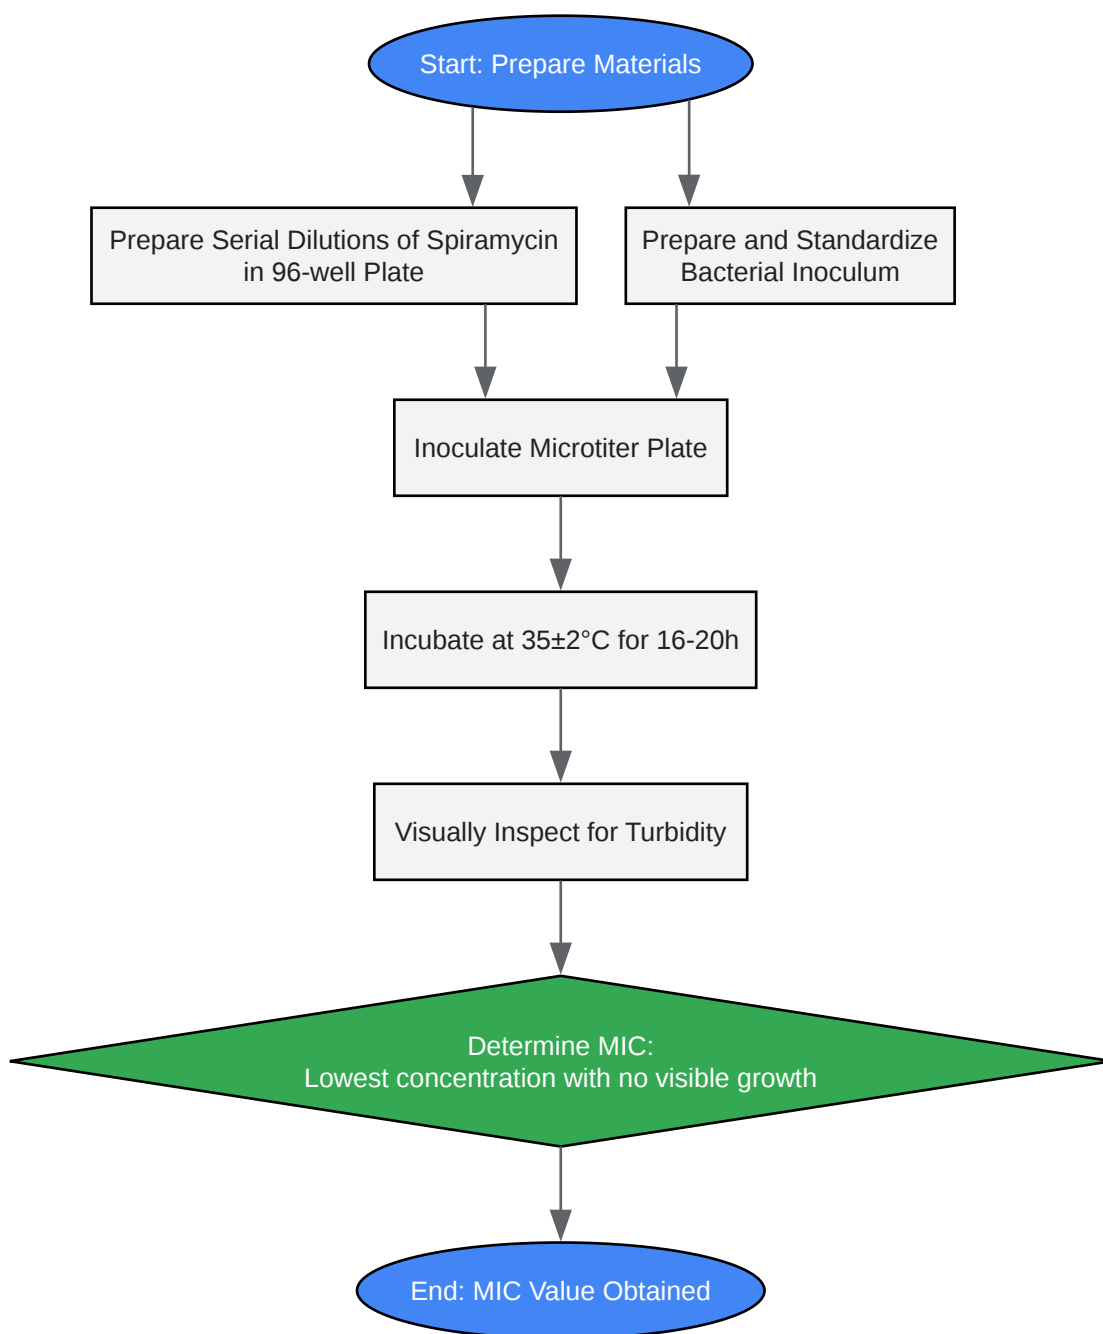 Start: Prepare Materials
Prepare Serial Dilutions of Spiramycin
in 96-well Plate
Prepare and Standardize
Bacterial Inoculum
Inoculate Microtiter Plate
Incubate at 35±2°C for 16-20h
Visually Inspect for Turbidity
Determine MIC:
Lowest concentration with no visible growth
End: MIC Value Obtained